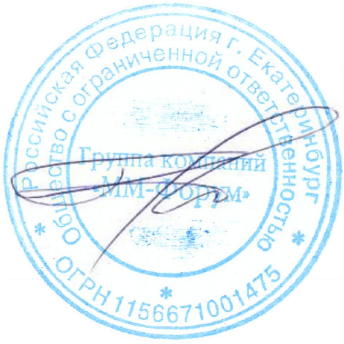 Российская Федерация г. Екатеринбург
Общество с ограниченной ответственностью
Группа компаний
«ММ-Форум»
* ОГРН 1156671001475 *
*